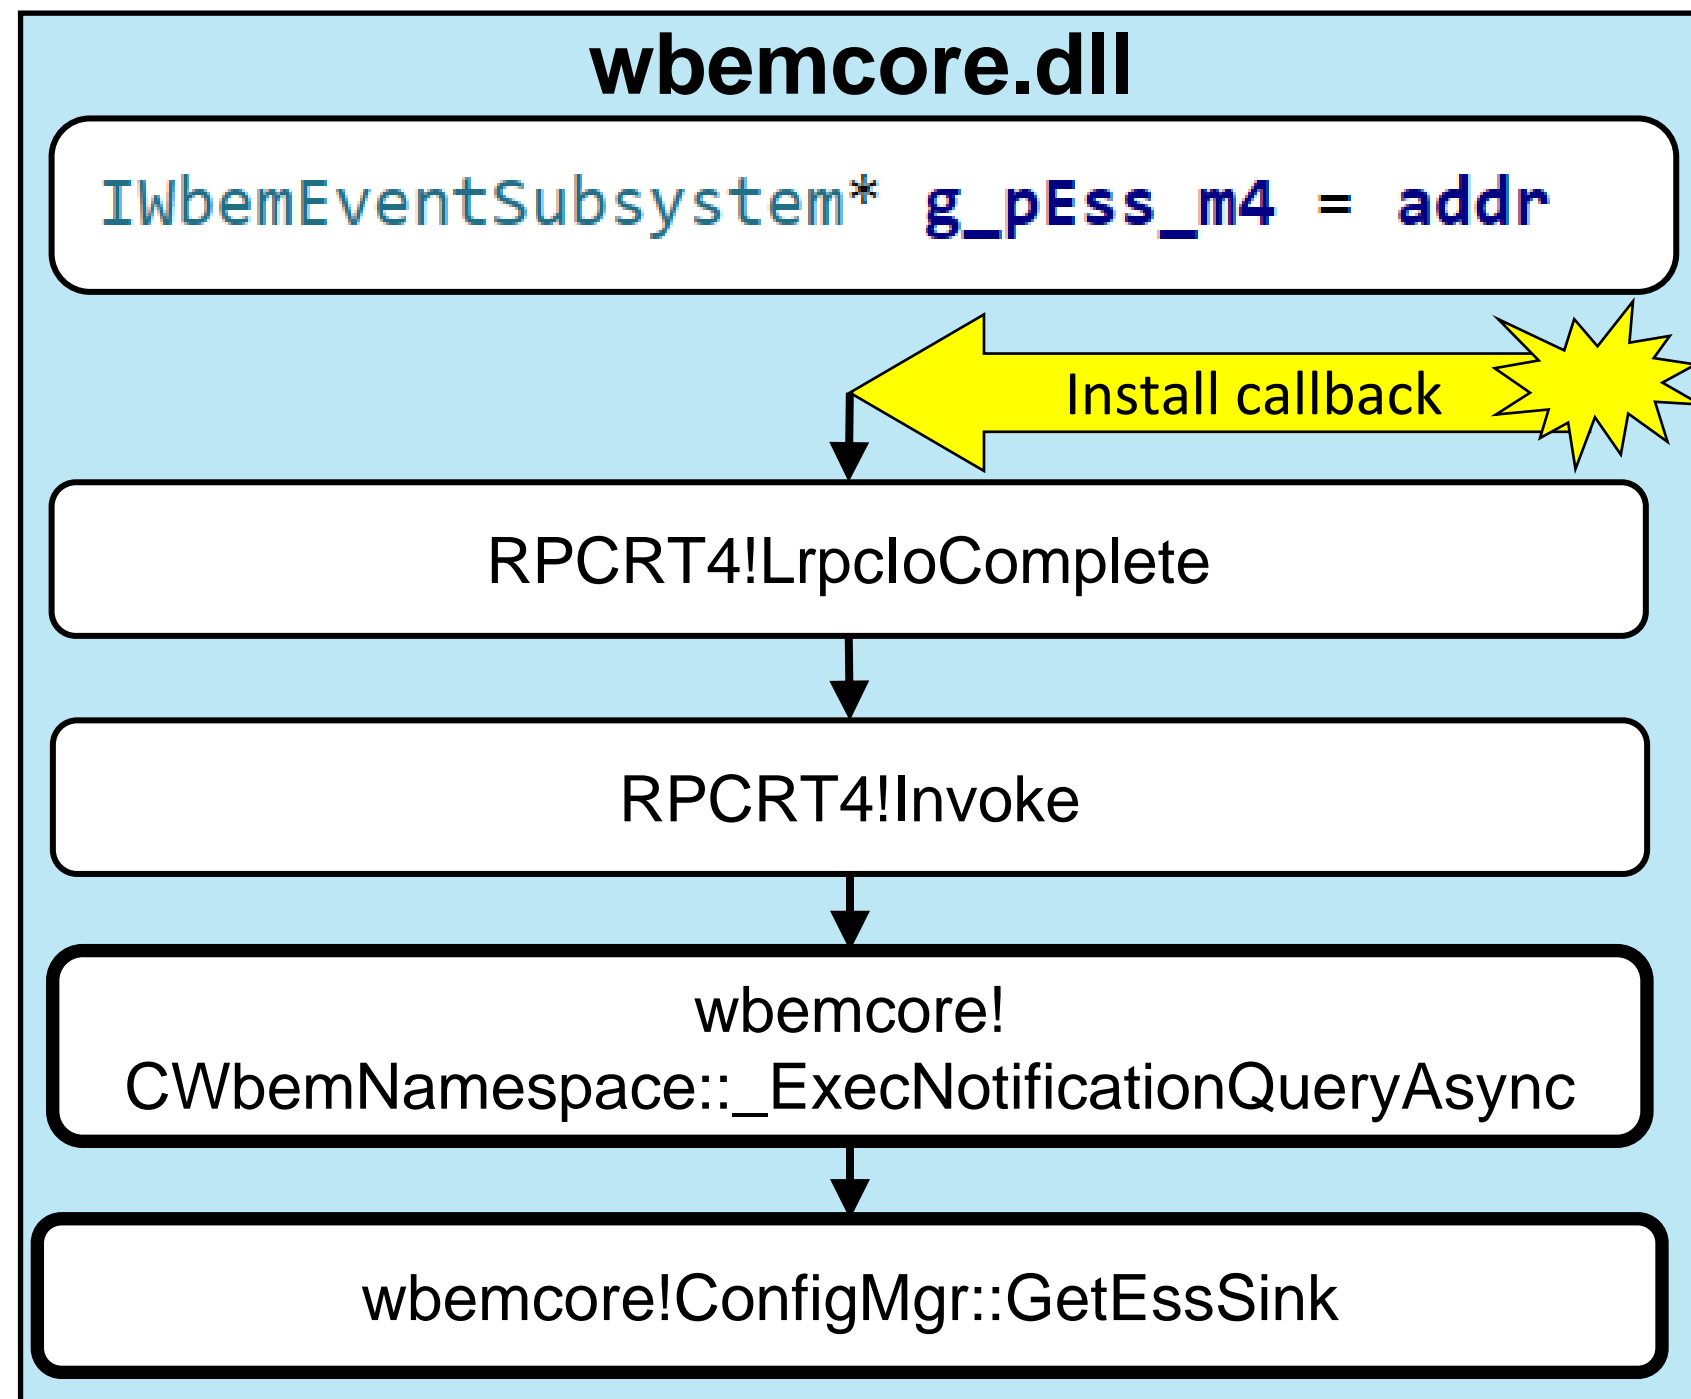 wbemcore.dll
IWbemEventSubsystem* g_pEss_m4 = addr
Install callback
RPCRT4!LrpcIoComplete
RPCRT4!Invoke
wbemcore!
CWbemNamespace::_ExecNotificationQueryAsync
wbemcore!ConfigMgr::GetEssSink